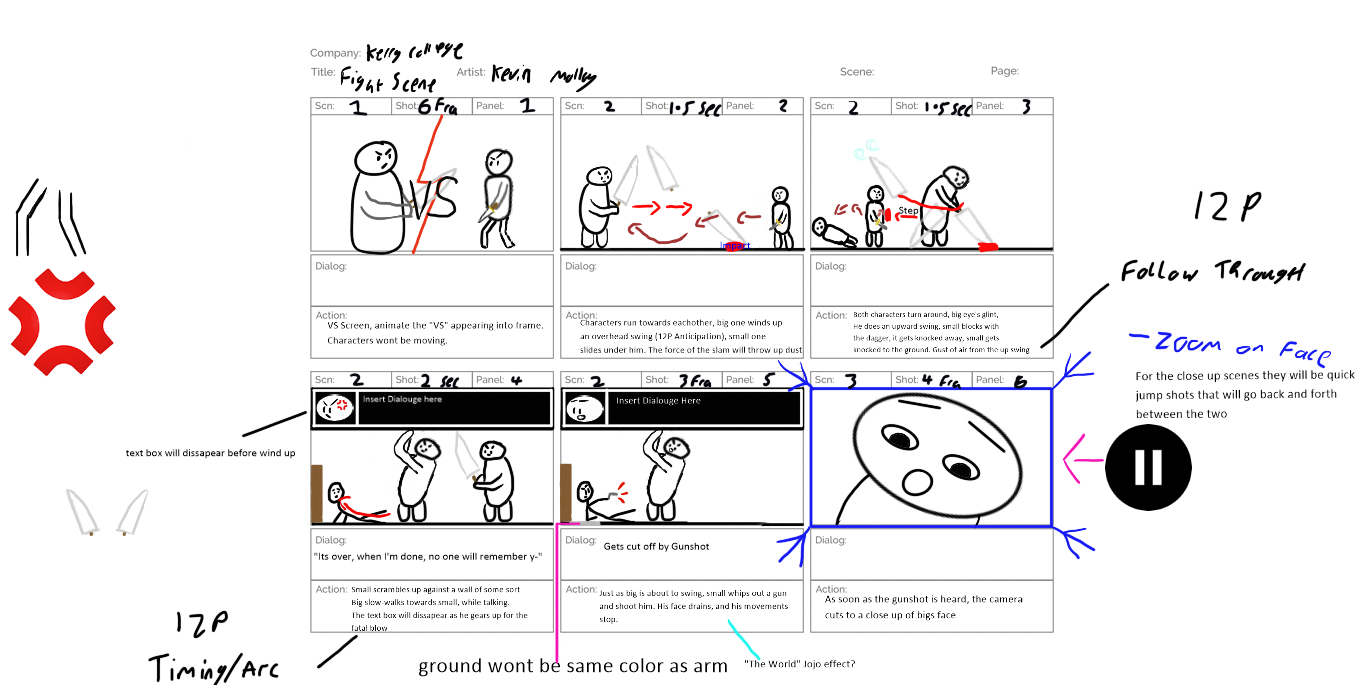 Company: Kerry College
Title: Fight Scene Artist: Kevin Molloy Scene: Page:
Scn: 1 Shot: 6 Fra Panel: 1
Scn: 2 Shot: 1.5 Sec Panel: 2
Scn: 2 Shot: 1.5 Sec Panel: 3
VS
Impact
Step
12P
Follow Through
Dialog:
Dialog:
Dialog:
Action: VS Screen, animate the "VS" appearing into frame.
Characters wont be moving.
Action: Characters run towards eachother, big one winds up
an overhead swing (12P Anticipation), small one
slides under him. The force of the slam will throw up dust
Action: Both characters turn around, big eye's glint,
He does an upward swing, small blocks with
the dagger, it gets knocked away, small gets
knocked to the ground. Gust of air from the up swing
- Zoom on Face
For the close up scenes they will be quick
jump shots that will go back and forth
between the two
Scn: 2 Shot: 2 sec Panel: 4
Scn: 2 Shot: 3 Fra Panel: 5
Scn: 3 Shot: 4 Fra Panel: 6
Insert Dialouge here
Insert Dialouge Here
text box will dissapear before wind up
Dialog:
"Its over, when I'm done, no one will remember y-"
Dialog: Gets cut off by Gunshot
Dialog:
Action: Small scrambles up against a wall of some sort
Big slow-walks towards small, while talking.
The text box will dissapear as he gears up for the
fatal blow
Action: Just as big is about to swing, small whips out a gun
and shoot him. His face drains, and his movements
stop.
Action:
As soon as the gunshot is heard, the camera
cuts to a close up of bigs face
12P
Timing/Arc
ground wont be same color as arm
"The World" Jojo effect?